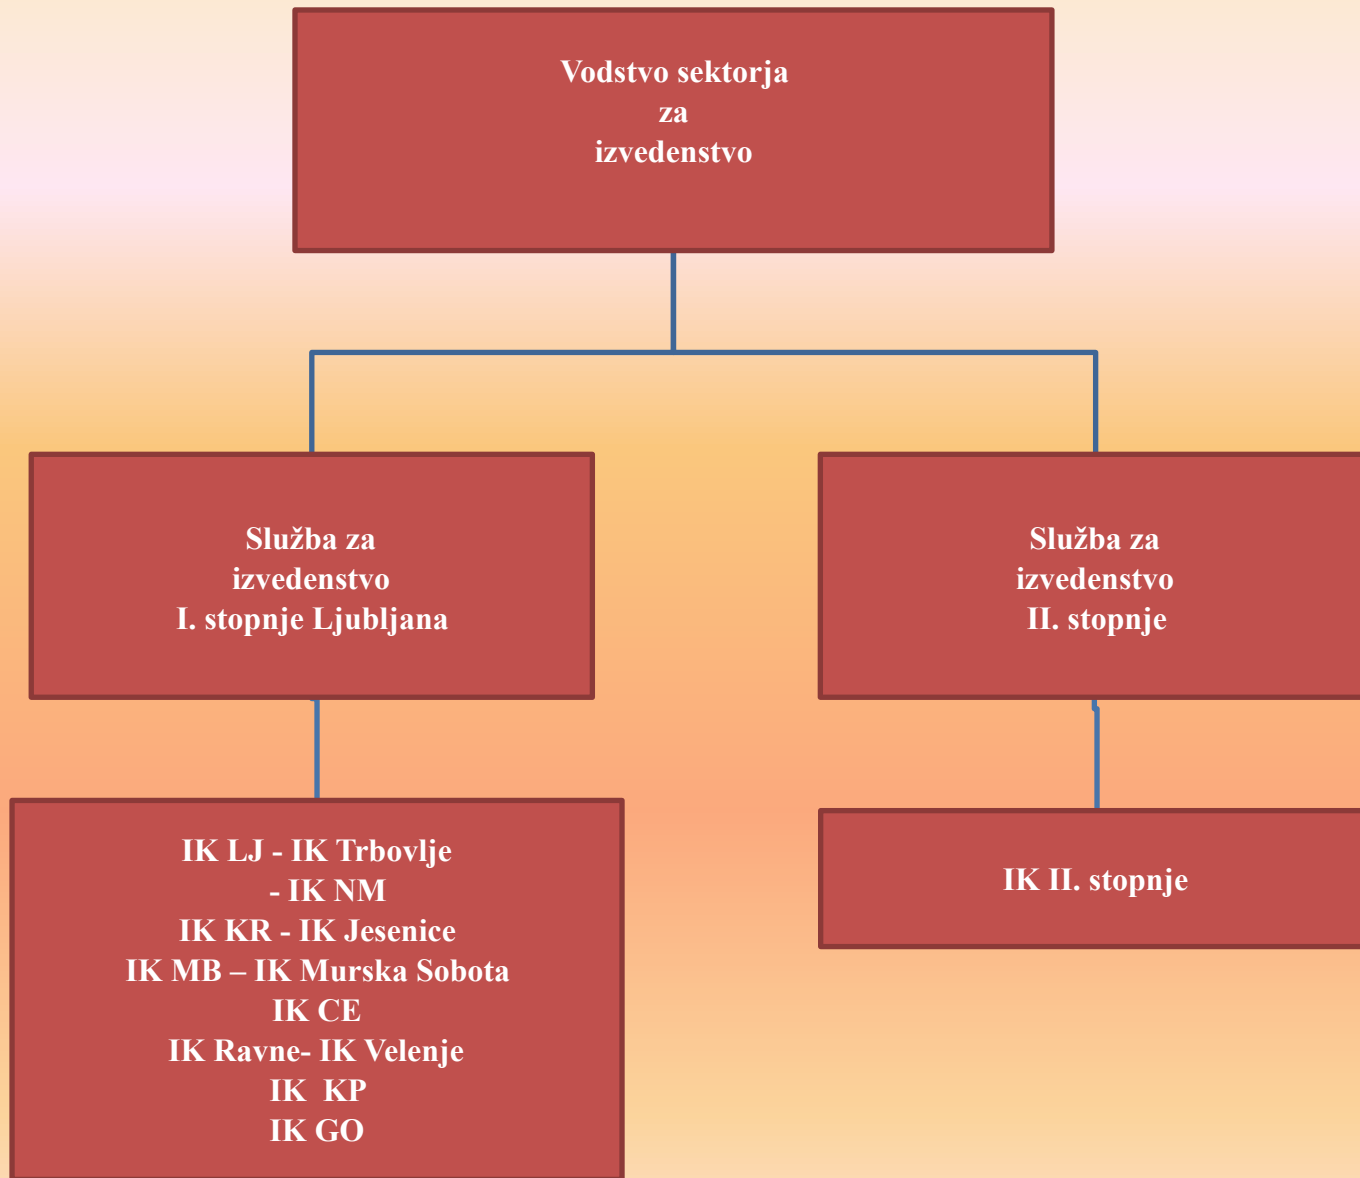 Vodstvo sektorja
za
izvedenstvo
Služba za
izvedenstvo
I. stopnje Ljubljana
Služba za
izvedenstvo
II. stopnje
IK LJ - IK Trbovlje
- IK NM
IK KR - IK Jesenice
IK MB – IK Murska Sobota
IK CE
IK Ravne- IK Velenje
IK  KP
IK GO
IK II. stopnje